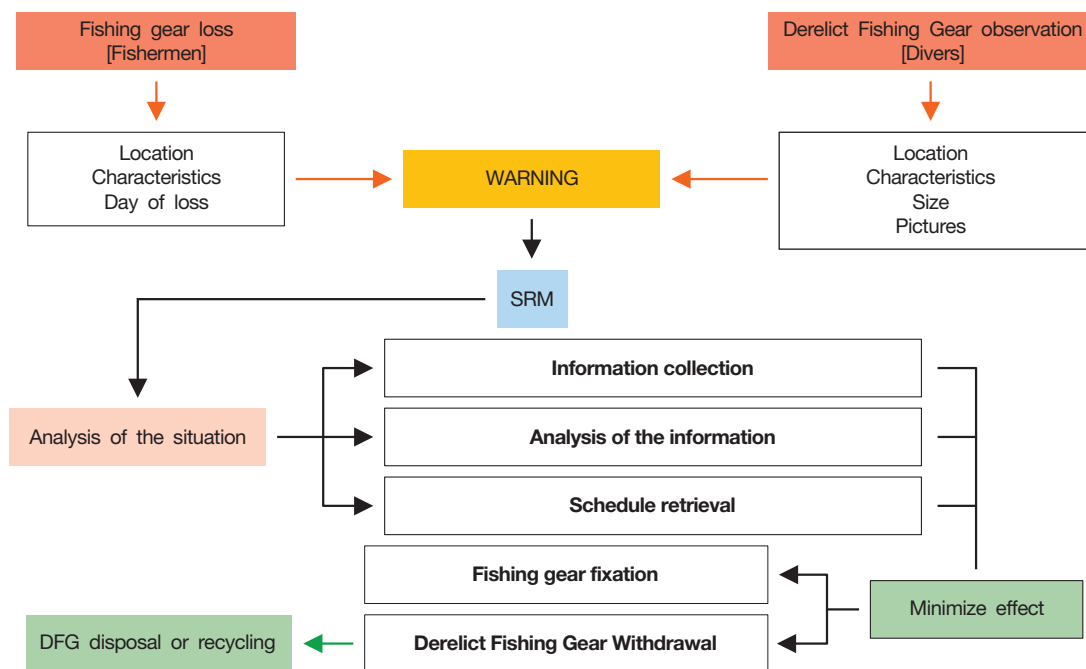 Fishing gear loss
[Fishermen]
Derelict Fishing Gear observation
[Divers]
Location
Characteristics
Day of loss
WARNING
Location
Characteristics
Size
Pictures
SRM
Information collection
Analysis of the situation
Analysis of the information
Schedule retrieval
Fishing gear fixation
Minimize effect
DFG disposal or recycling
Derelict Fishing Gear Withdrawal